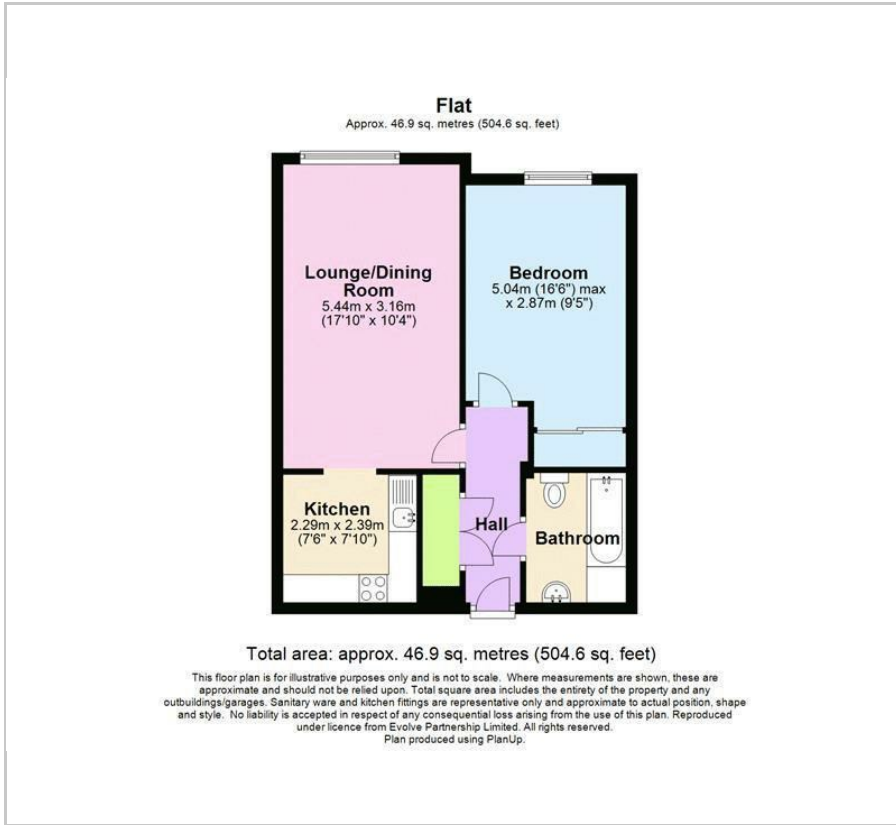 Flat
Approx. 46.9 sq. metres (504.6 sq. feet)
Lounge/Dining
Room
5.44m x 3.16m
(17'10" x 10'4")
Bedroom
5.04m (16'6") max
x 2.87m (9'5")
Kitchen
2.29m x 2.39m
(7'6" x 7'10")
Hall
Bathroom
Total area: approx. 46.9 sq. metres (504.6 sq. feet)
This floor plan is for illustrative purposes only and is not to scale. Where measurements are shown, these are
approximate and should not be relied upon. Total square area includes the entirety of the property and any
outbuildings/garages. Sanitary ware and kitchen fittings are representative only and approximate to actual position, shape
and style. No liability is accepted in respect of any consequential loss arising from the use of this plan. Reproduced
under licence from Evolve Partnership Limited. All rights reserved.
Plan produced using PlanUp.